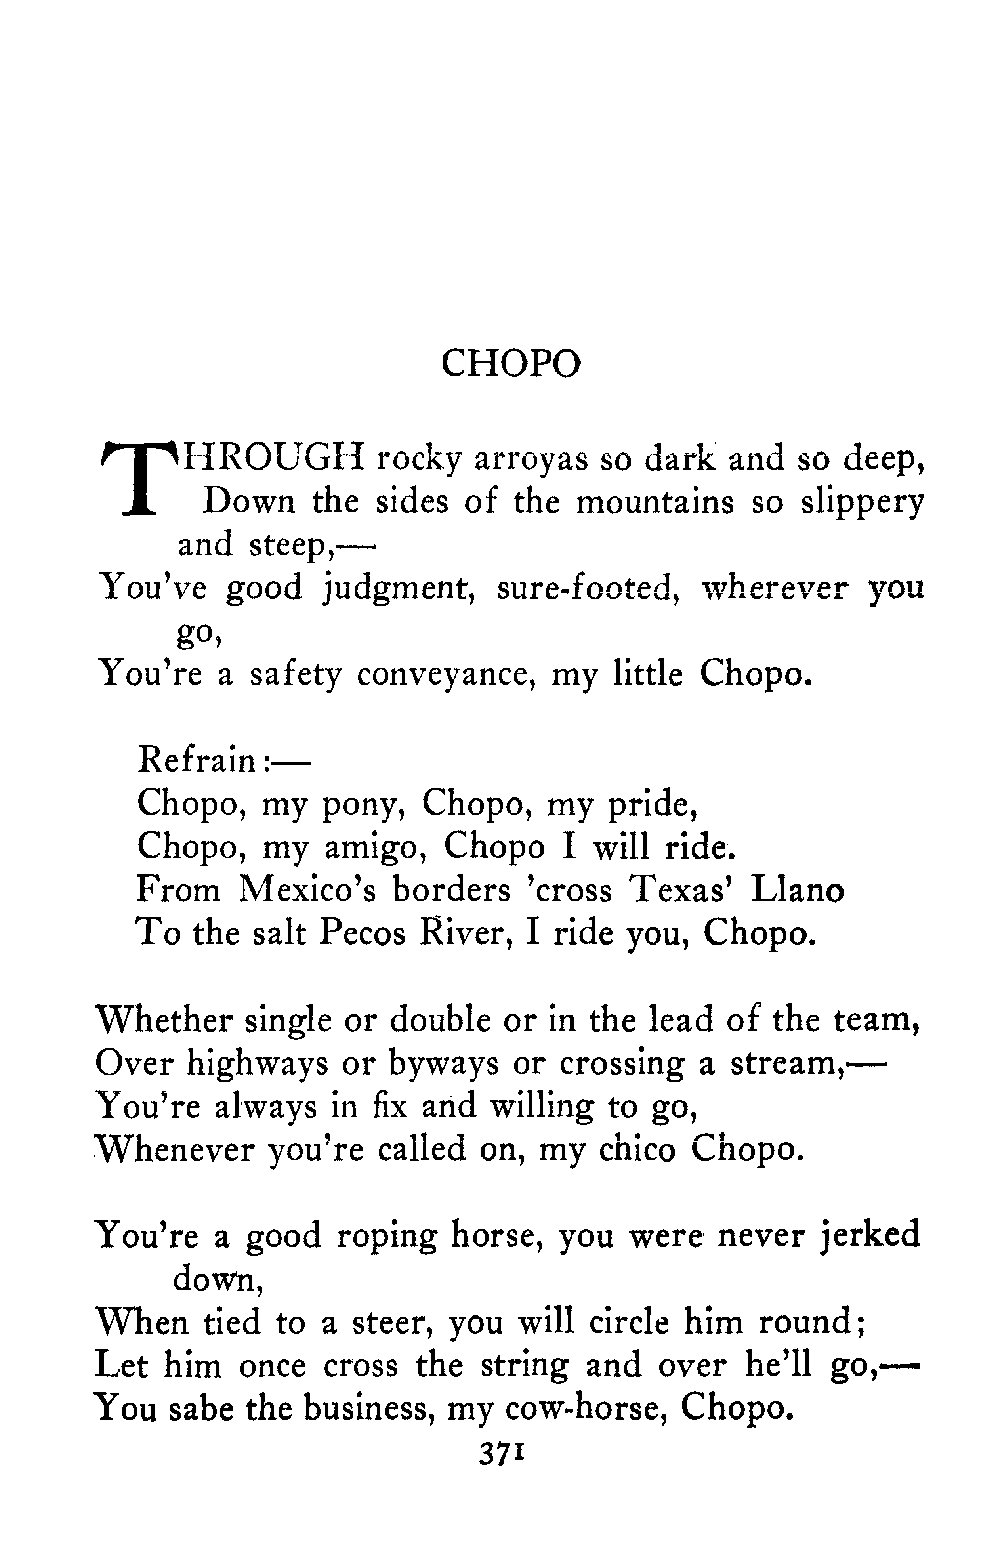 CHOPO
THROUGH rocky arroyas so dark and so deep,
Down the sides of the mountains so slippery
and steep,—
You've good judgment, sure-footed, wherever you
go,
You're a safety conveyance, my little Chopo.
Refrain:—
Chopo, my pony, Chopo, my pride,
Chopo, my amigo, Chopo I will ride.
From Mexico's borders 'cross Texas' Llano
To the salt Pecos River, I ride you, Chopo.
Whether single or double or in the lead of the team,
Over highways or byways or crossing a stream,—
You're always in fix and willing to go,
Whenever you're called on, my chico Chopo.
You're a good roping horse, you were never jerked
down,
When tied to a steer, you will circle him round;
Let him once cross the string and over he'll go,—
You sabe the business, my cow-horse, Chopo.
371